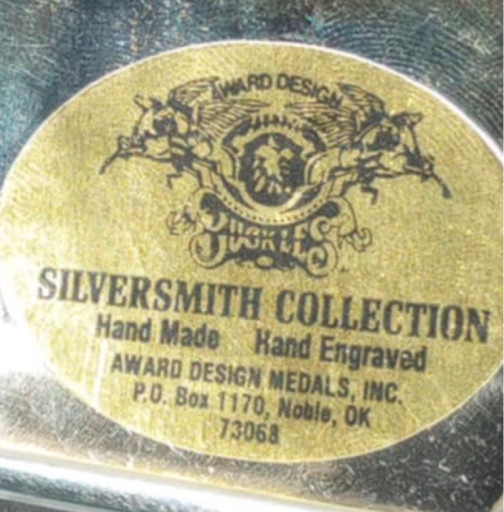 AWARD DESIGN
BUCKLES
SILVERSMITH COLLECTION
Hand Made Hand Engraved
AWARD DESIGN MEDALS, INC.
P.O. Box 1170, Noble, OK
73068